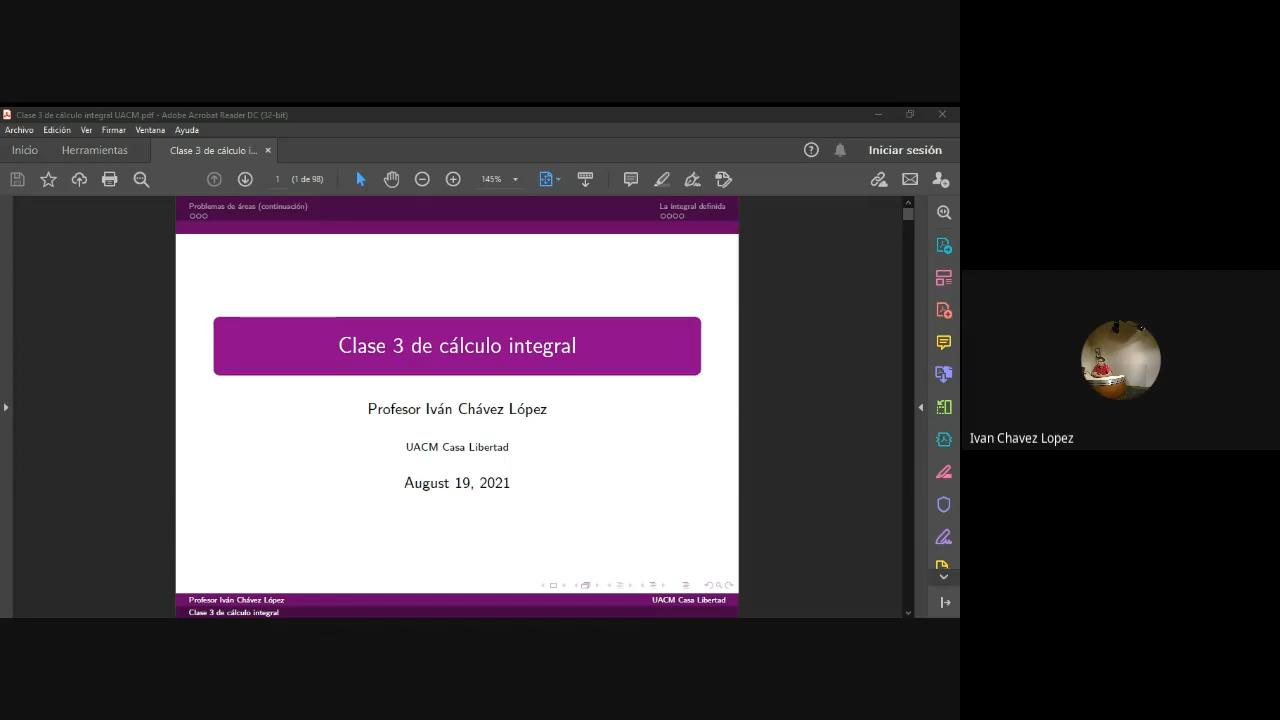 Clase 3 de cálculo integral UACM.pdf - Adobe Acrobat Reader DC (32-bit)
Archivo Edición Ver Firmar Ventana Ayuda
Inicio Herramientas Clase 3 de cálculo i... × Iniciar sesión
1 (1 de 98) 145%
Problemas de áreas (continuación) La integral definida
Clase 3 de cálculo integral
Profesor Iván Chávez López
UACM Casa Libertad
August 19, 2021
Ivan Chavez Lopez
Profesor Iván Chávez López UACM Casa Libertad
Clase 3 de cálculo integral